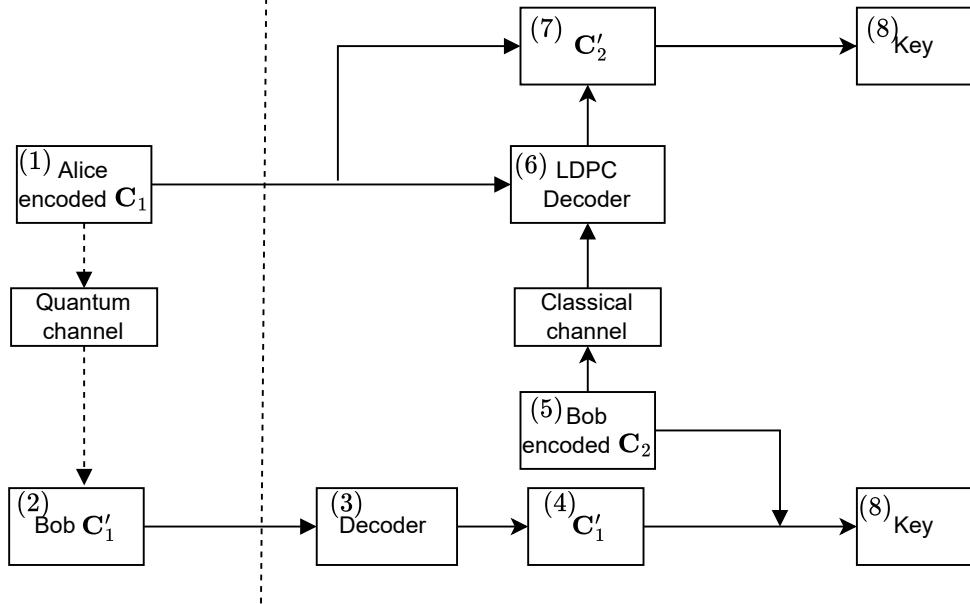 (7)
C′₂
(8)
Key
(1) Alice
encoded C₁
(6) LDPC
Decoder
Quantum
channel
Classical
channel
(5) Bob
encoded C₂
(2)
Bob C′₁
(3)
Decoder
(4)
C′₁
(8)
Key